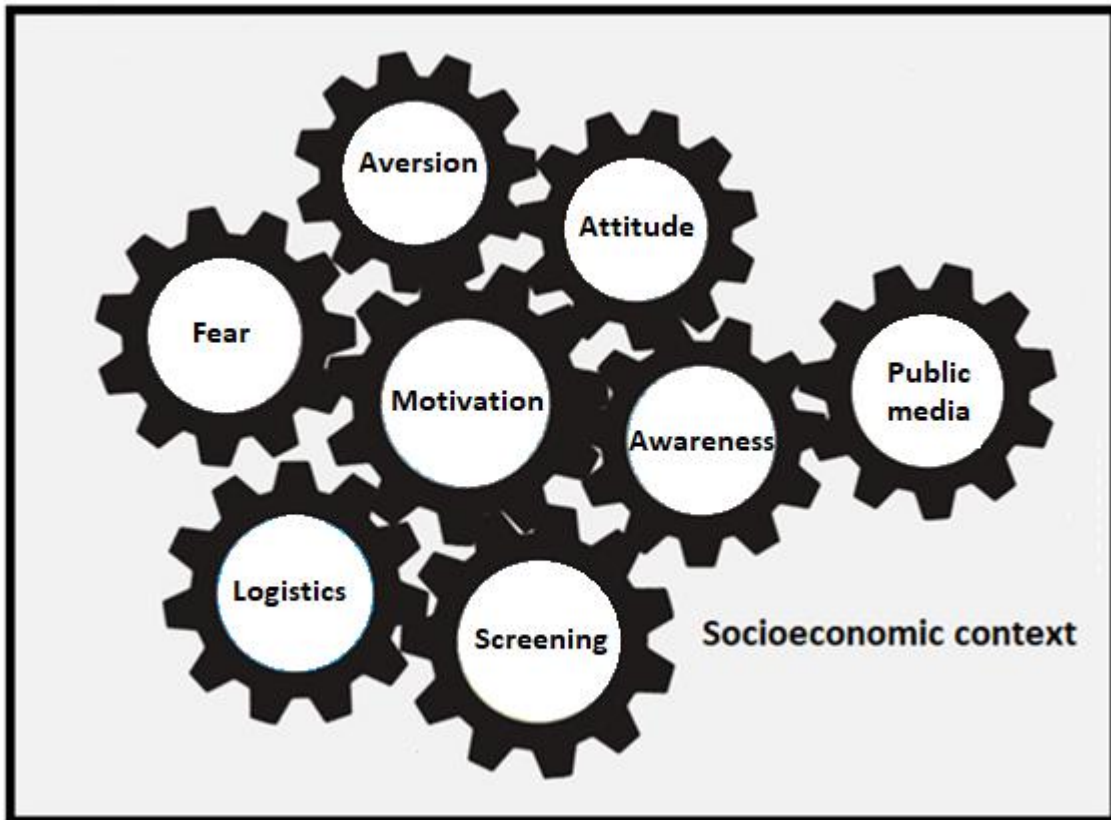 Aversion
Attitude
Fear
Motivation
Public
media
Awareness
Logistics
Screening
Socioeconomic context